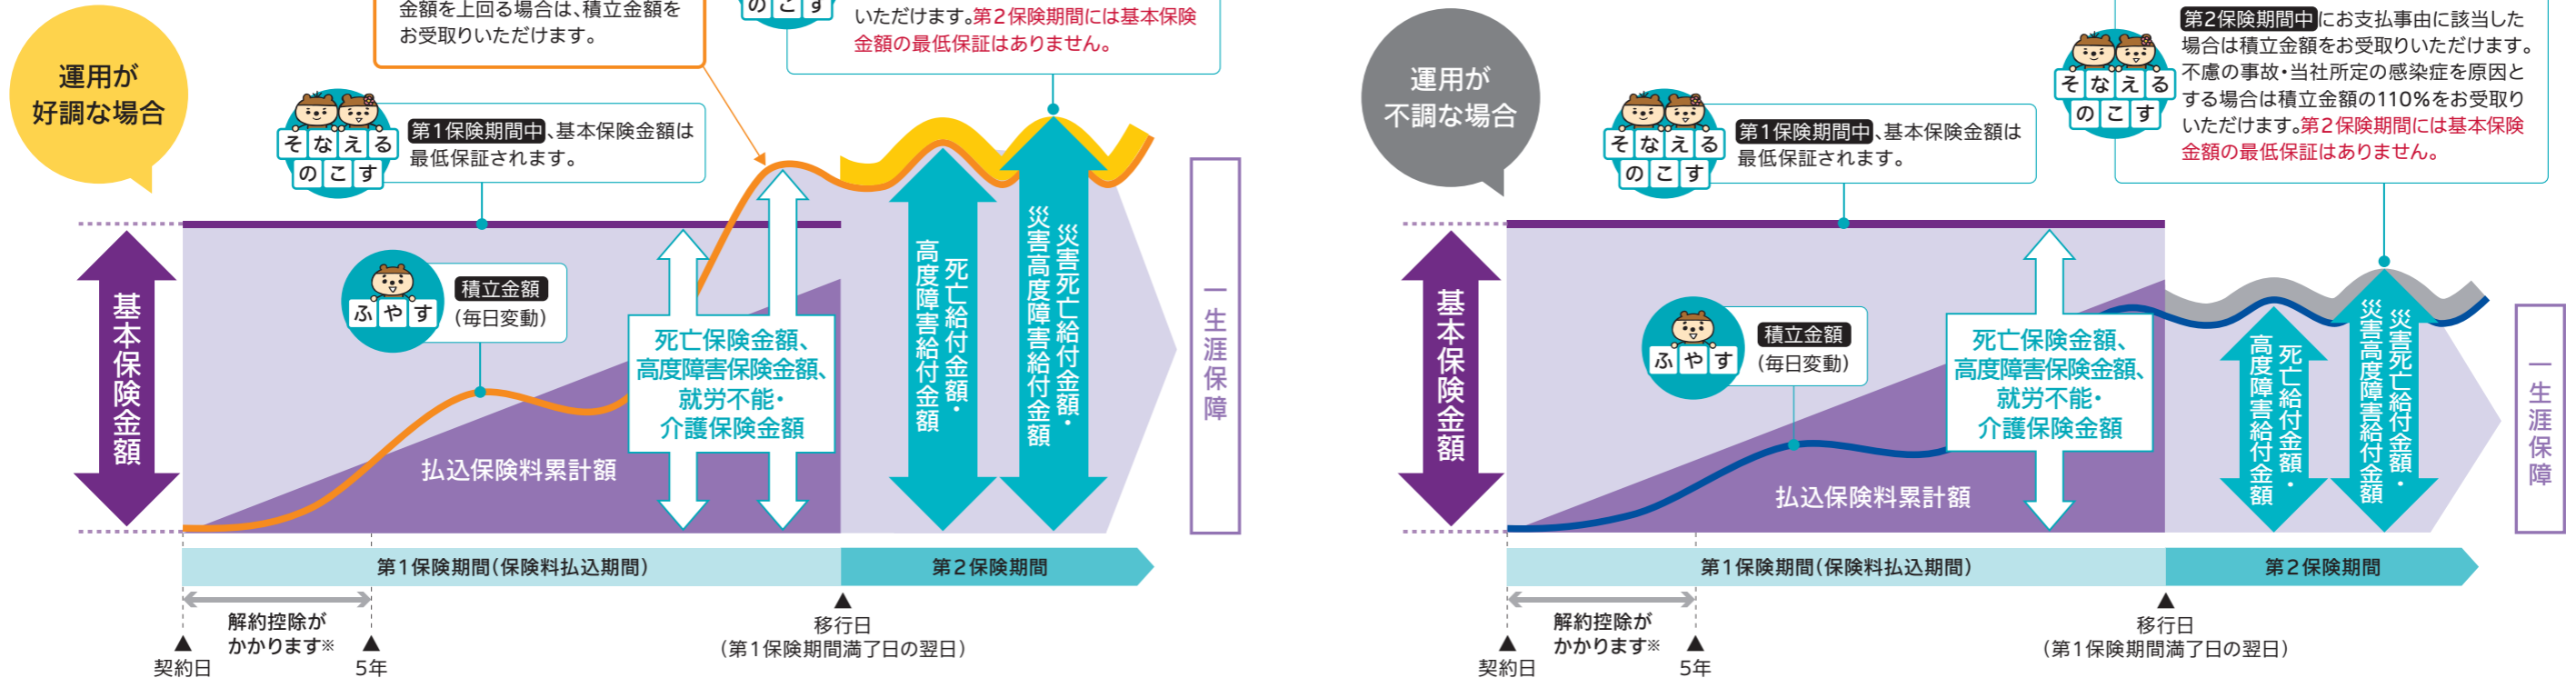 運用が
好調な場合
金額を上回る場合は、積立金額を
お受取りいただけます。
のこす
いただけます。第2保険期間には基本保険
金額の最低保証はありません。
そなえる
のこす
第1保険期間中、基本保険金額は
最低保証されます。
基本保険金額
ふやす
積立金額
(毎日変動)
払込保険料累計額
死亡保険金額、
高度障害保険金額、
就労不能・
介護保険金額
死亡給付金額・
高度障害給付金額
災害死亡給付金額・
災害高度障害給付金額
一生涯保障
第1保険期間(保険料払込期間)
第2保険期間
解約控除が
かかります※
▲
契約日
▲
5年
▲
移行日
(第1保険期間満了日の翌日)
運用が
不調な場合
そなえる
のこす
第1保険期間中、基本保険金額は
最低保証されます。
そなえる
のこす
第2保険期間中にお支払事由に該当した
場合は積立金額をお受取りいただけます。
不慮の事故・当社所定の感染症を原因と
する場合は積立金額の110%をお受取り
いただけます。第2保険期間には基本保険
金額の最低保証はありません。
基本保険金額
ふやす
積立金額
(毎日変動)
払込保険料累計額
死亡保険金額、
高度障害保険金額、
就労不能・
介護保険金額
死亡給付金額・
高度障害給付金額
災害死亡給付金額・
災害高度障害給付金額
一生涯保障
第1保険期間(保険料払込期間)
第2保険期間
解約控除が
かかります※
▲
契約日
▲
5年
▲
移行日
(第1保険期間満了日の翌日)